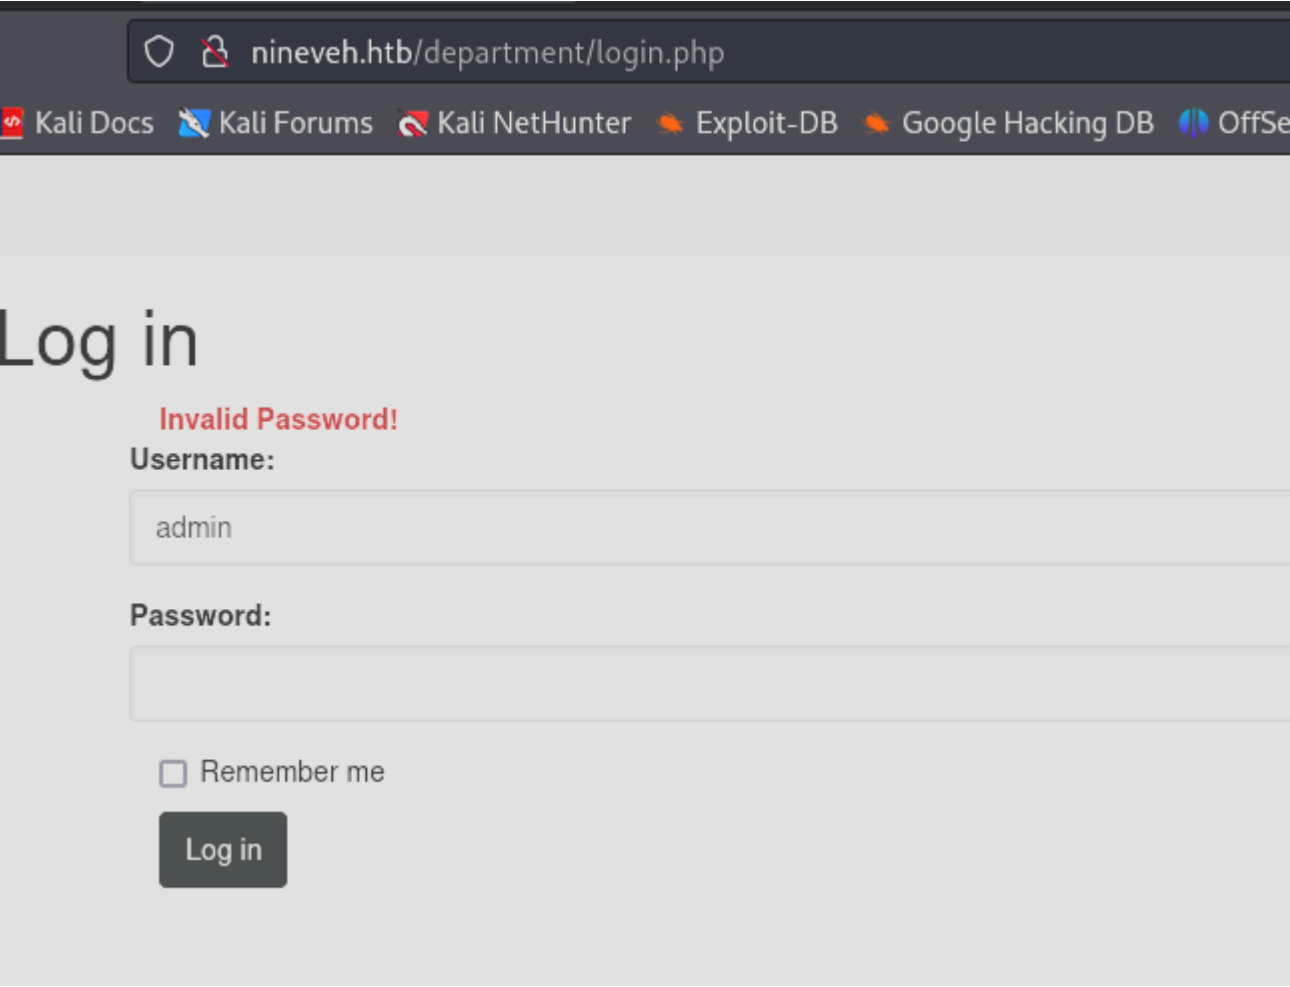 nineveh.htb/department/login.php
Kali Docs Kali Forums Kali NetHunter Exploit-DB Google Hacking DB OffSe
Log in
Invalid Password!
Username:
admin
Password:
Remember me
Log in